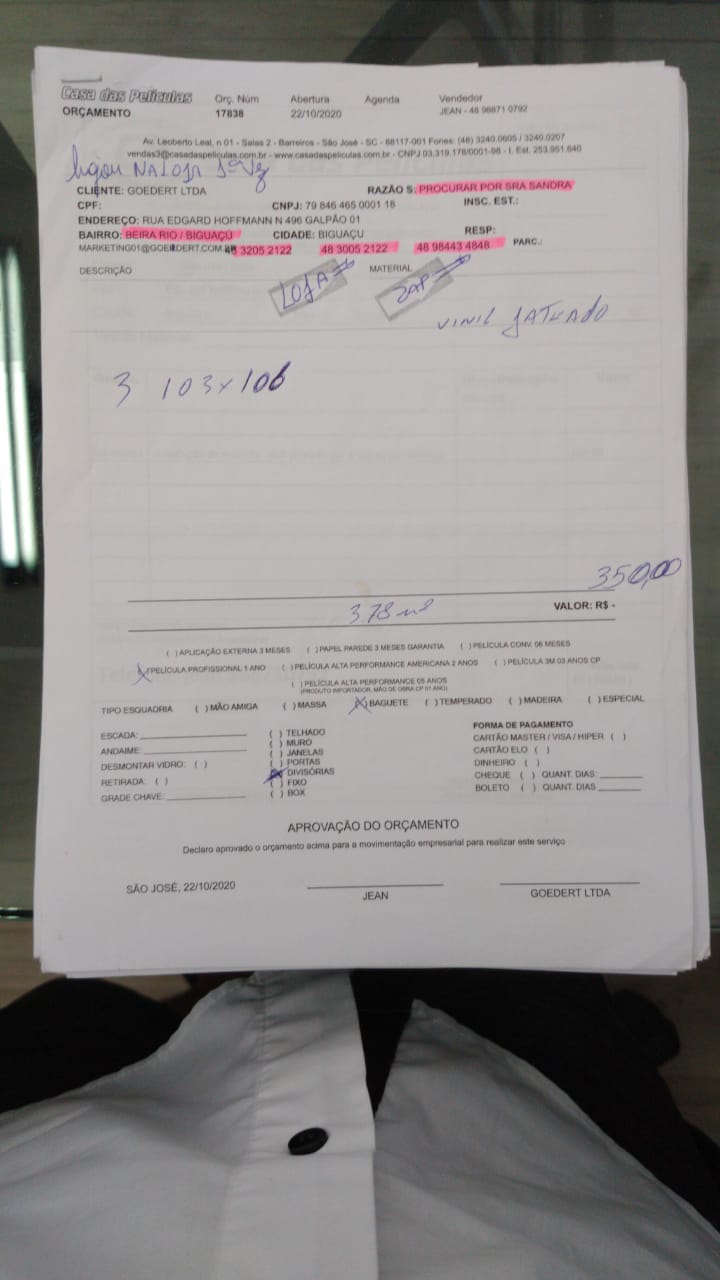 Casa das Películas Orç. Núm Abertura Agenda Vendedor
ORÇAMENTO 17838 22/10/2020 JEAN - 48 98871 0792
Av. Leoberto Leal, n 01 - Salas 2 - Barreiros - São José - SC - 88117-001 Fones: (48) 3240.0605 / 3240.0207
vendas3@casadaspeliculas.com.br - www.casadaspeliculas.com.br - CNPJ 03.319.178/0001-98 - I. Est. 253.951.640
ligou NA LOJA 1ª Vez
CLIENTE: GOEDERT LTDA RAZÃO S: PROCURAR POR SRA SANDRA
CPF: CNPJ: 79 846 465 0001 18 INSC. EST.:
ENDEREÇO: RUA EDGARD HOFFMANN N 496 GALPÃO 01
BAIRRO: BEIRA RIO / BIGUAÇÚ CIDADE: BIGUAÇU RESP:
MARKETING01@GOEDERT.COM.BR 48 3205 2122 48 3005 2122 48 98443 4848 PARC.:
DESCRIÇÃO LOJA MATERIAL ZAP
VINIL JATEADO
3 103x106
350,00
378 m² VALOR: R$ -
( ) APLICAÇÃO EXTERNA 3 MESES ( ) PAPEL PAREDE 3 MESES GARANTIA ( ) PELÍCULA CONV. 06 MESES
(X) PELÍCULA PROFISSIONAL 1 ANO ( ) PELÍCULA ALTA PERFORMANCE AMERICANA 2 ANOS ( ) PELÍCULA 3M 03 ANOS CP
( ) PELÍCULA ALTA PERFORMANCE 05 ANOS
(PRODUTO IMPORTADOR, MÃO DE OBRA CP 01 ANO)
TIPO ESQUADRIA ( ) MÃO AMIGA ( ) MASSA (X) BAGUETE ( ) TEMPERADO ( ) MADEIRA ( ) ESPECIAL
ESCADA: ( ) TELHADO FORMA DE PAGAMENTO
ANDAIME: ( ) MURO CARTÃO MASTER / VISA / HIPER ( )
( ) JANELAS CARTÃO ELO ( )
DESMONTAR VIDRO: ( ) ( ) PORTAS DINHEIRO ( )
RETIRADA: ( ) (X) DIVISÓRIAS CHEQUE ( ) QUANT. DIAS:
( ) FIXO BOLETO ( ) QUANT. DIAS
GRADE CHAVE: ( ) BOX
APROVAÇÃO DO ORÇAMENTO
Declaro aprovado o orçamento acima para a movimentação empresarial para realizar este serviço
SÃO JOSÉ, 22/10/2020
JEAN GOEDERT LTDA